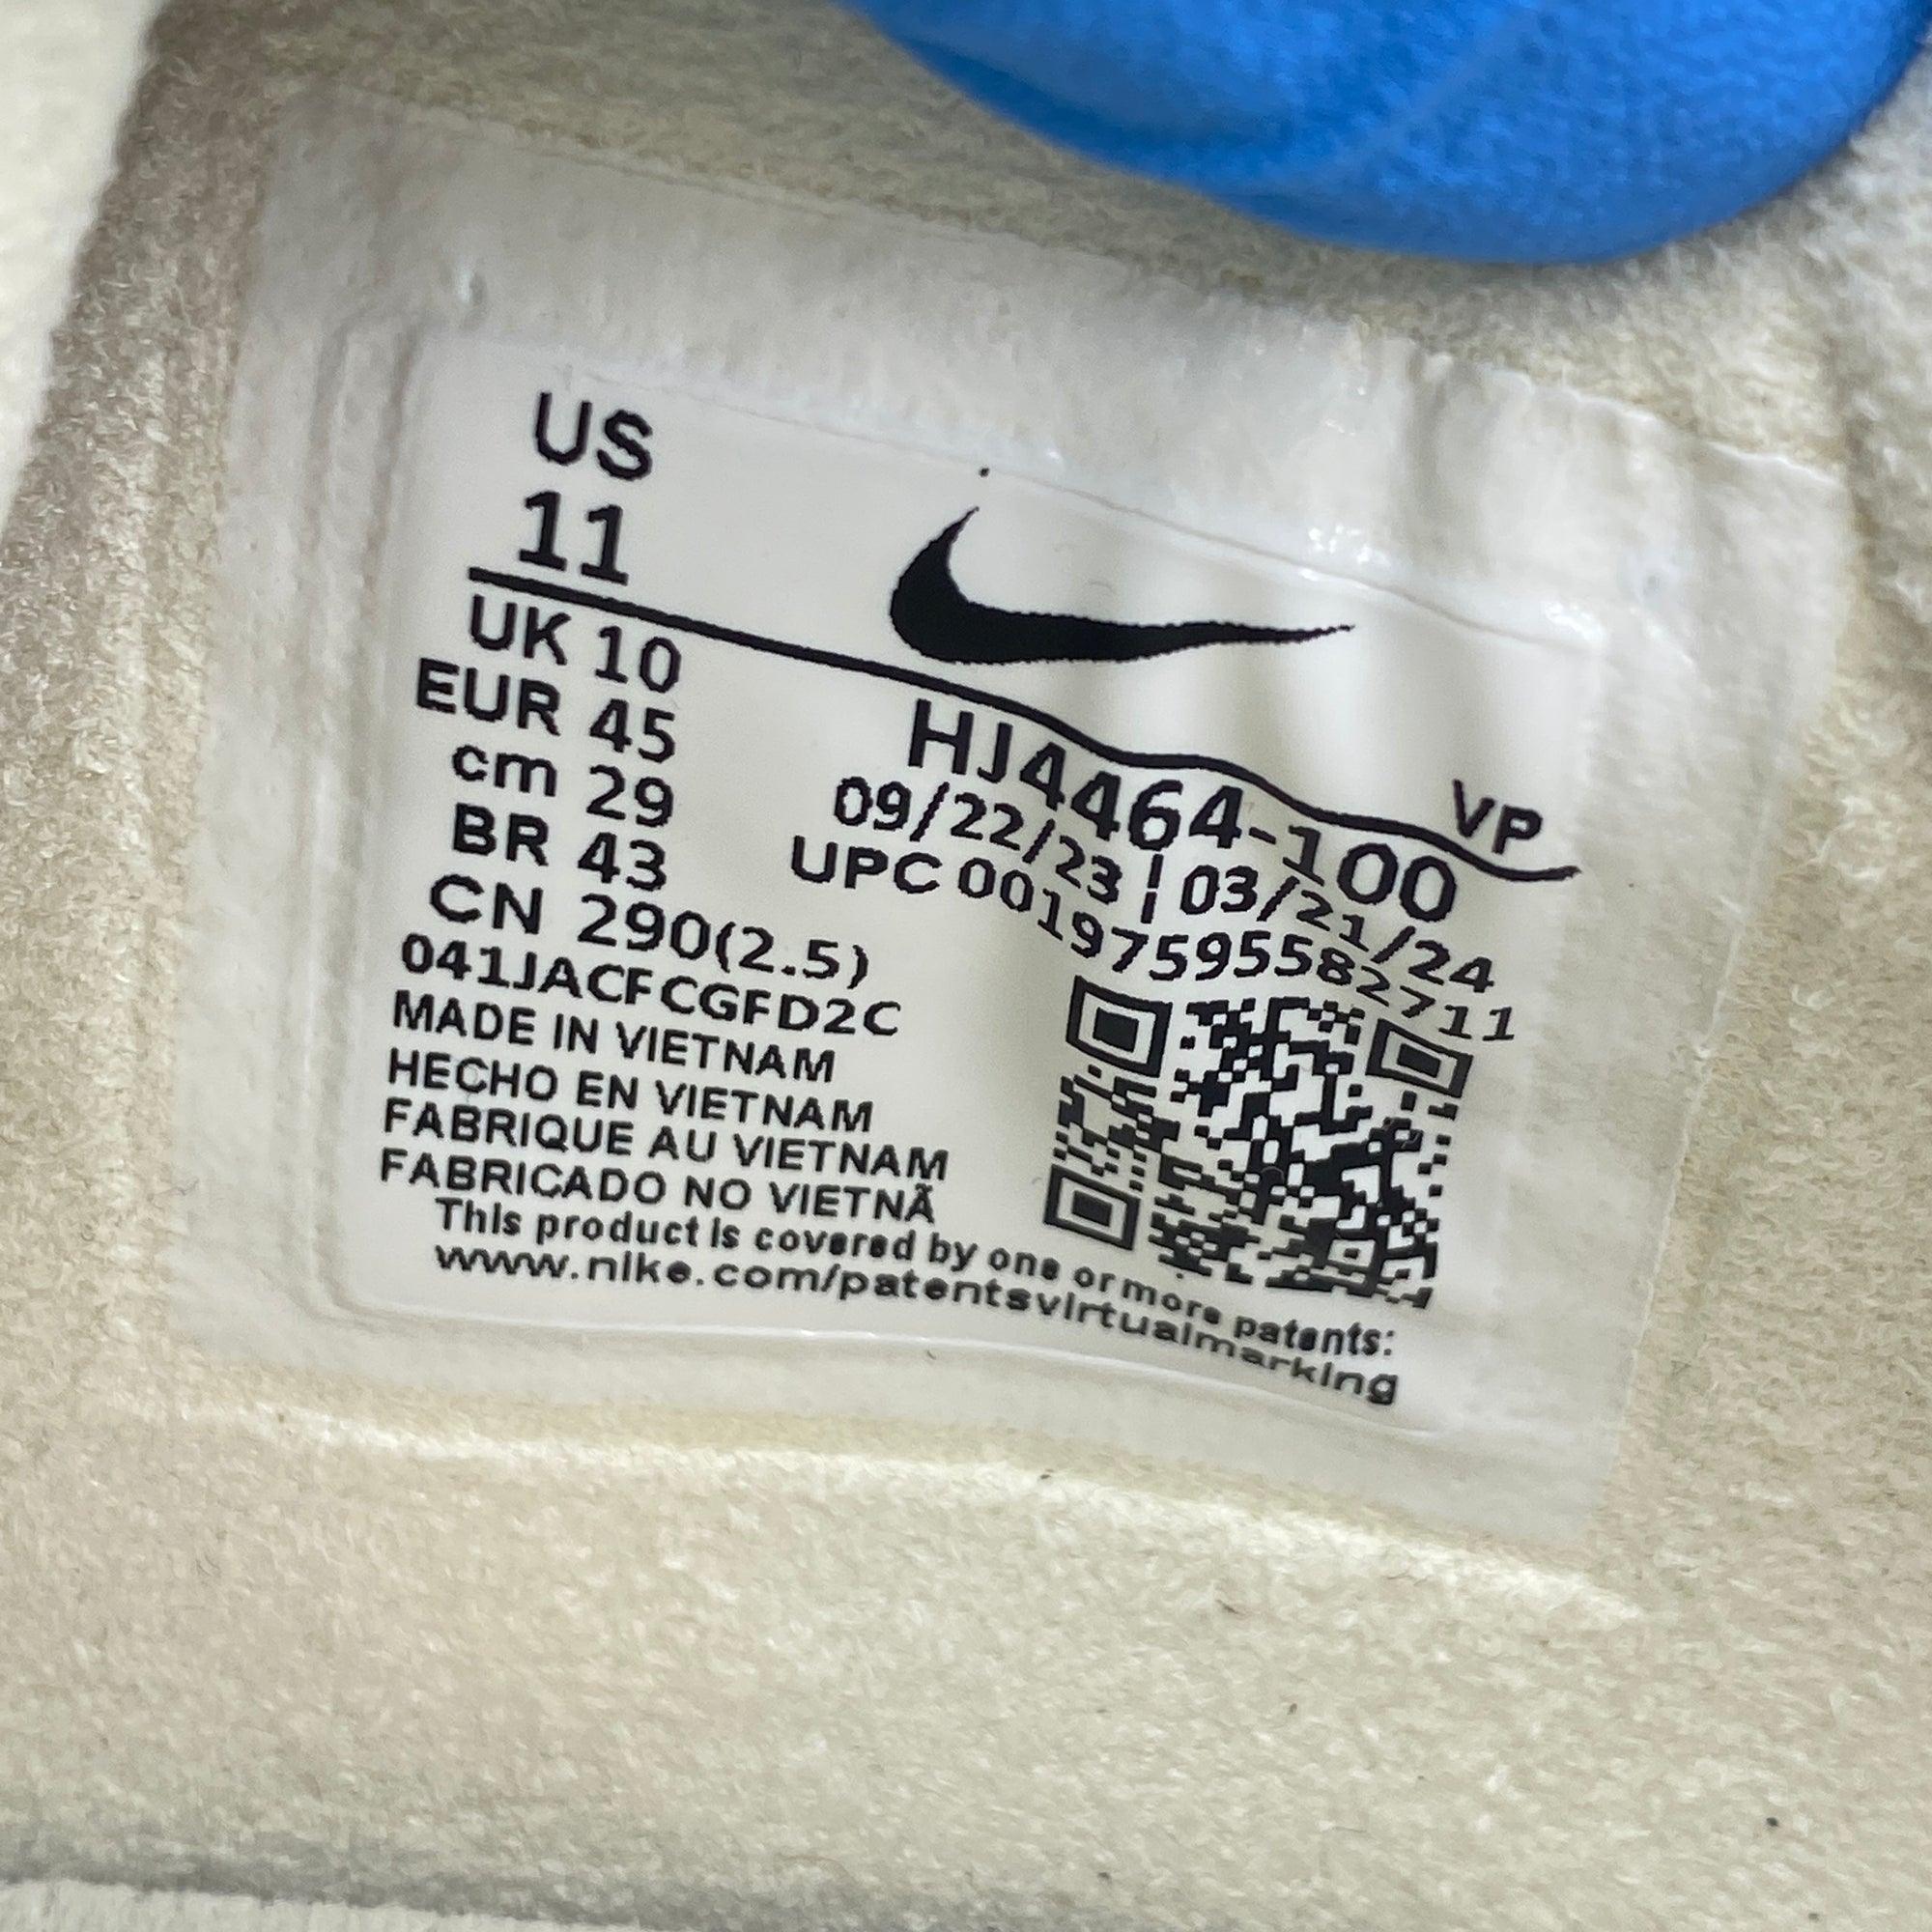 US
11
VP
UK 10
EUR 45
cm 29
BR 43
CN 290(2.5)
HJ4464-100
09/22/23 | 03/21/24
UPC 00197595582711
041JACFCGFD2C
MADE IN VIETNAM
HECHO EN VIETNAM
FABRIQUE AU VIETNAM
FABRICADO NO VIETNÃ
This product is covered by one or more patents:
www.nike.com/patentsvirtualmarking